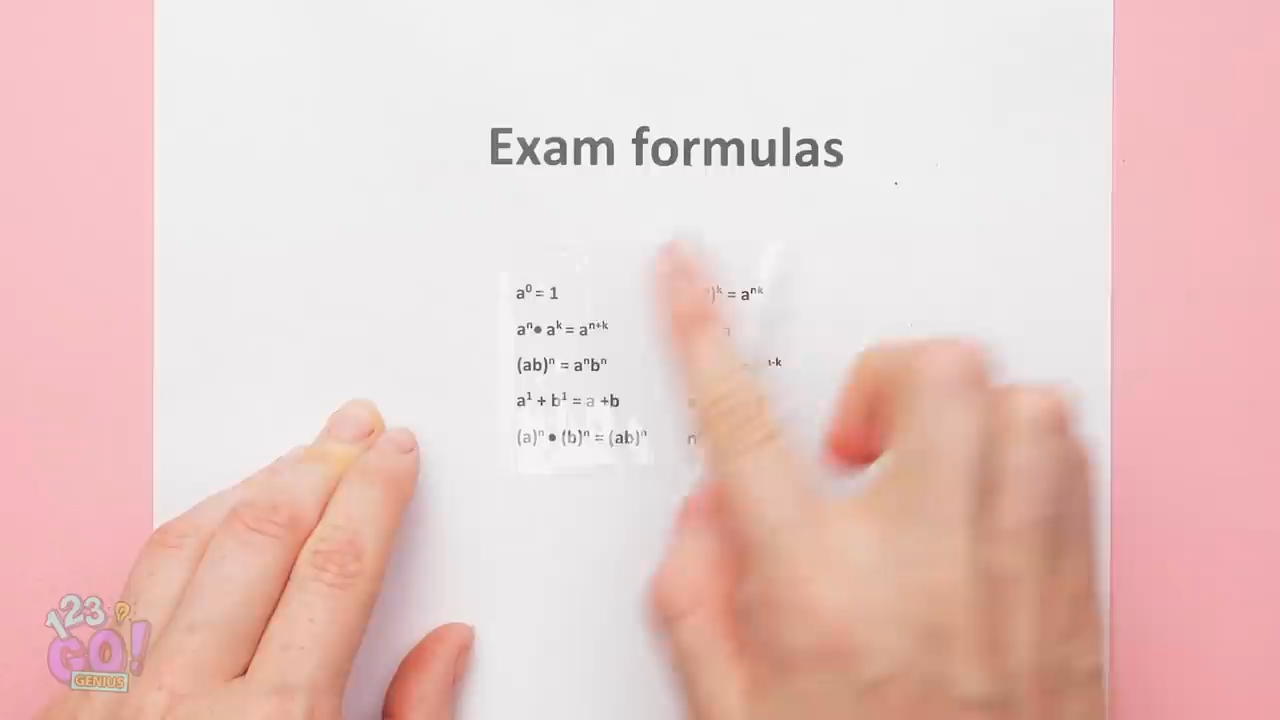 Exam formulas
a⁰ = 1
)ᵏ = aⁿᵏ
aⁿ• aᵏ = aⁿ⁺ᵏ
(ab)ⁿ = aⁿbⁿ
a¹ + b¹ = a +b
(a)ⁿ • (b)ⁿ = (ab)ⁿ
123
GO!
GENIUS